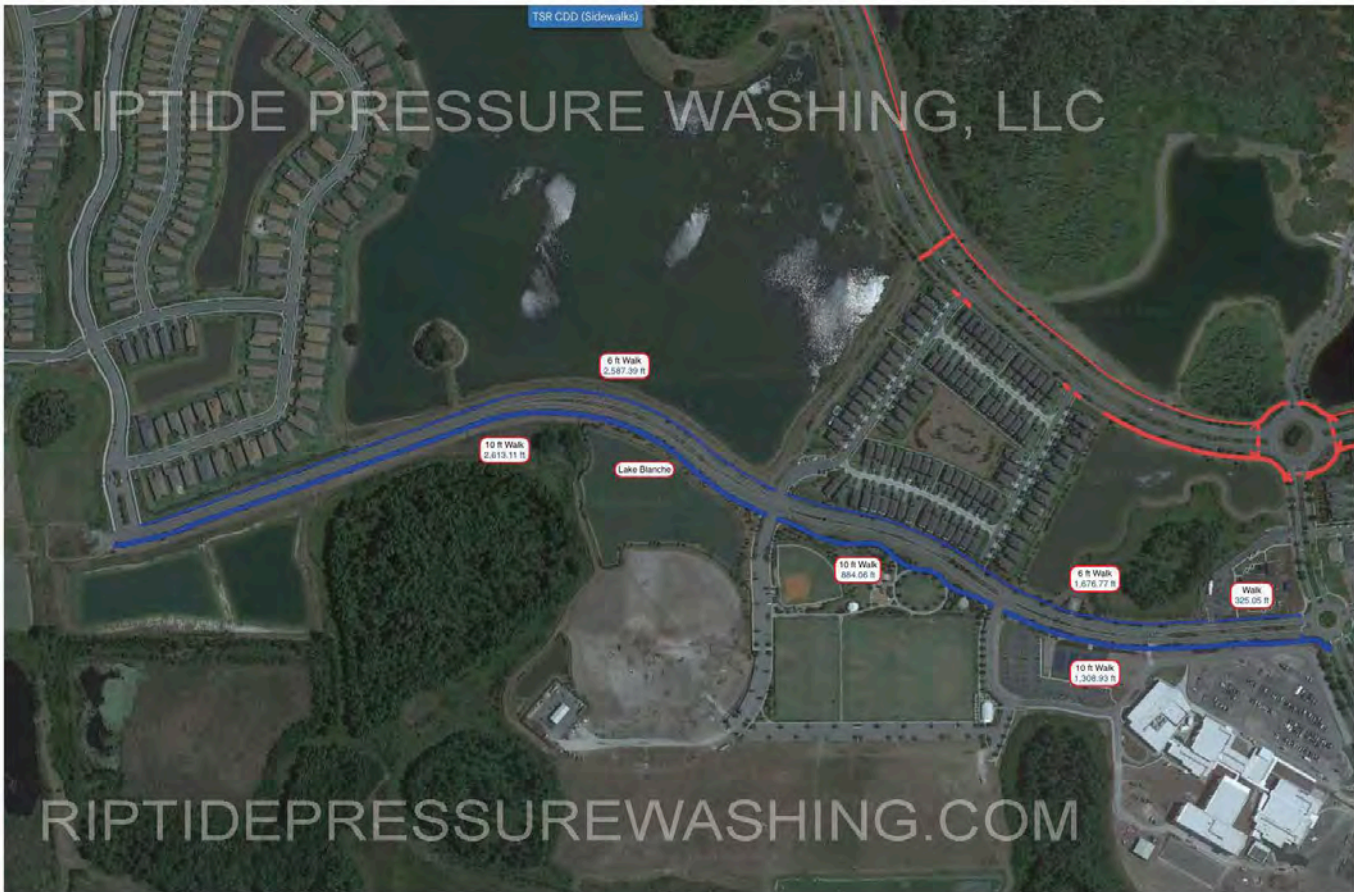 TSR CDD (Sidewalks)
RIPTIDE PRESSURE WASHING, LLC
6 ft Walk
2,587.39 ft
10 ft Walk
2,613.11 ft
Lake Blanche
10 ft Walk
884.06 ft
6 ft Walk
1,676.77 ft
Walk
325.05 ft
10 ft Walk
1,308.93 ft
RIPTIDEPRESSUREWASHING.COM